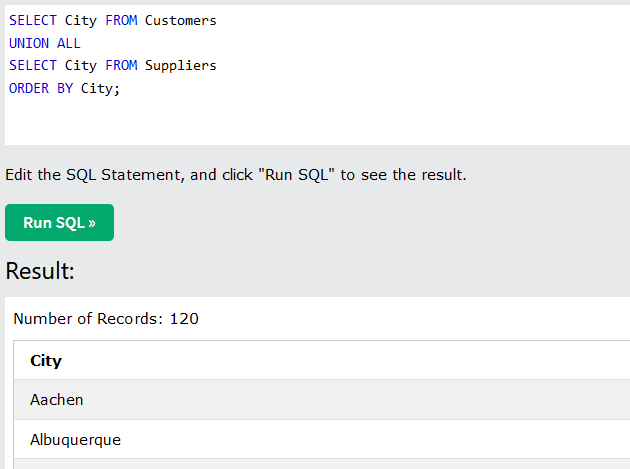 SELECT City FROM Customers
UNION ALL
SELECT City FROM Suppliers
ORDER BY City;
Edit the SQL Statement, and click "Run SQL" to see the result.
Run SQL »
Result:
Number of Records: 120
City
Aachen
Albuquerque